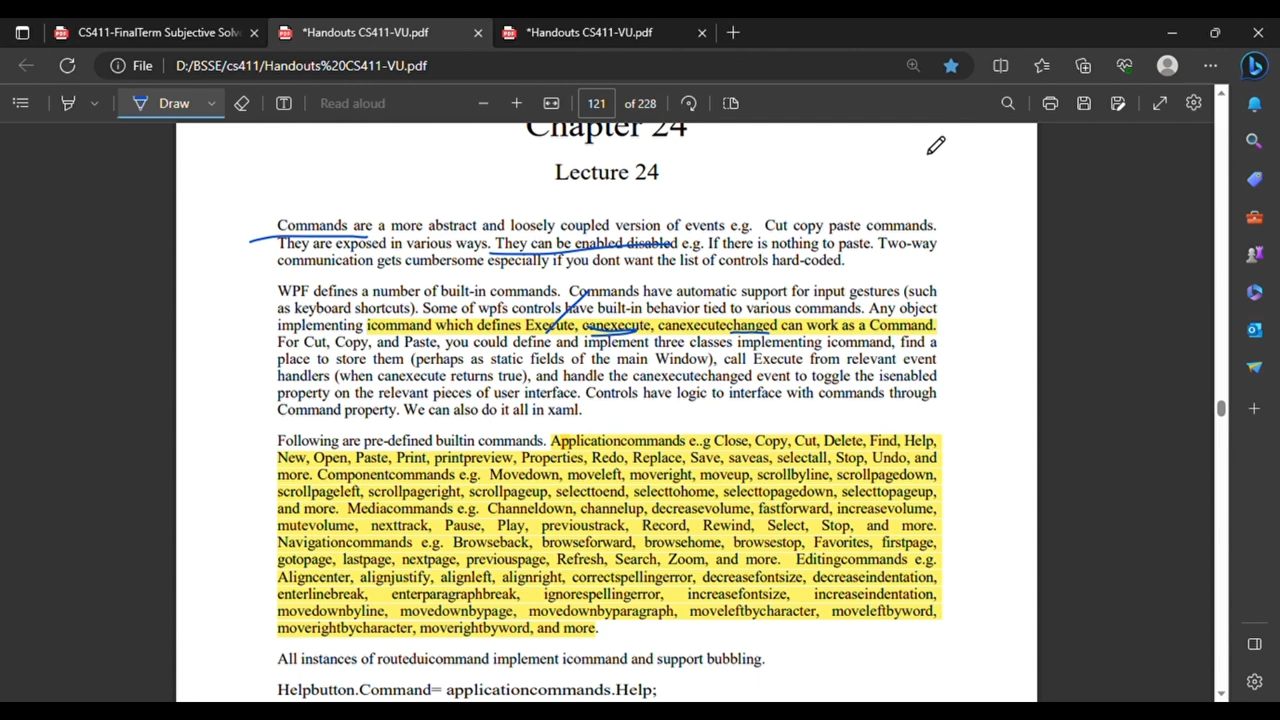 CS411-FinalTerm Subjective Solv
*Handouts CS411-VU.pdf
*Handouts CS411-VU.pdf
File
D:/BSSE/cs411/Handouts%20CS411-VU.pdf
Draw
Read aloud
121 of 228
Chapter 24
Lecture 24
Commands are a more abstract and loosely coupled version of events e.g. Cut copy paste commands.
They are exposed in various ways. They can be enabled disabled e.g. If there is nothing to paste. Two-way
communication gets cumbersome especially if you dont want the list of controls hard-coded.
WPF defines a number of built-in commands. Commands have automatic support for input gestures (such
as keyboard shortcuts). Some of wpfs controls have built-in behavior tied to various commands. Any object
implementing icommand which defines Execute, canexecute, canexecutechanged can work as a Command.
For Cut, Copy, and Paste, you could define and implement three classes implementing icommand, find a
place to store them (perhaps as static fields of the main Window), call Execute from relevant event
handlers (when canexecute returns true), and handle the canexecutechanged event to toggle the isenabled
property on the relevant pieces of user interface. Controls have logic to interface with commands through
Command property. We can also do it all in xaml.
Following are pre-defined builtin commands. Applicationcommands e..g Close, Copy, Cut, Delete, Find, Help,
New, Open, Paste, Print, printpreview, Properties, Redo, Replace, Save, saveas, selectall, Stop, Undo, and
more. Componentcommands e.g. Movedown, moveleft, moveright, moveup, scrollbyline, scrollpagedown,
scrollpageleft, scrollpageright, scrollpageup, selecttoend, selecttohome, selecttopagedown, selecttopageup,
and more. Mediacommands e.g. Channeldown, channelup, decreasevolume, fastforward, increasevolume,
mutevolume, nexttrack, Pause, Play, previoustrack, Record, Rewind, Select, Stop, and more.
Navigationcommands e.g. Browseback, browseforward, browsehome, browsestop, Favorites, firstpage,
gotopage, lastpage, nextpage, previouspage, Refresh, Search, Zoom, and more. Editingcommands e.g.
Aligncenter, alignjustify, alignleft, alignright, correctspellingerror, decreasefontsize, decreaseindentation,
enterlinebreak, enterparagraphbreak, ignorespellingerror, increasefontsize, increaseindentation,
movedownbyline, movedownbypage, movedownbyparagraph, moveleftbycharacter, moveleftbyword,
moverightbycharacter, moverightbyword, and more.
All instances of routeduicommand implement icommand and support bubbling.
Helpbutton.Command= applicationcommands.Help;